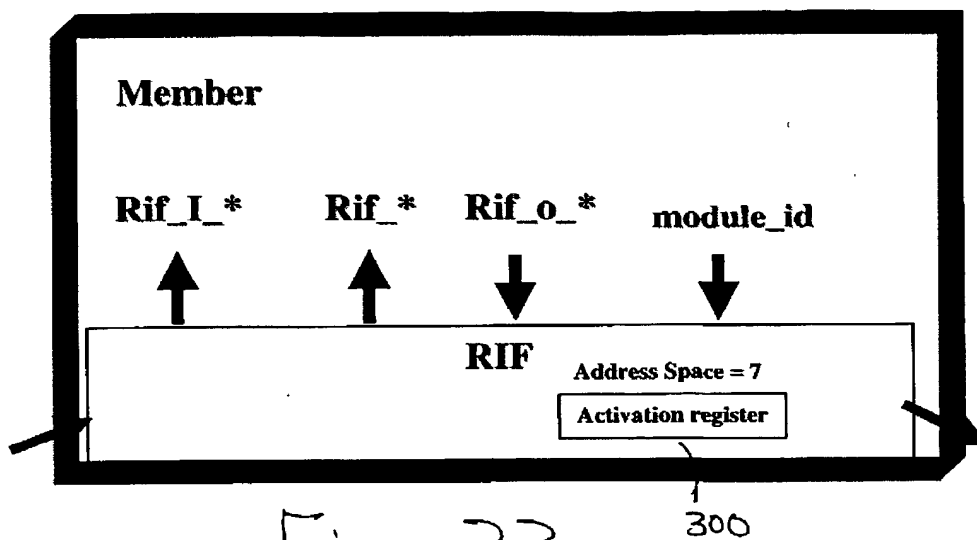 Member
Rif_I_* Rif_* Rif_o_* module_id
RIF
Address Space = 7
Activation register
300